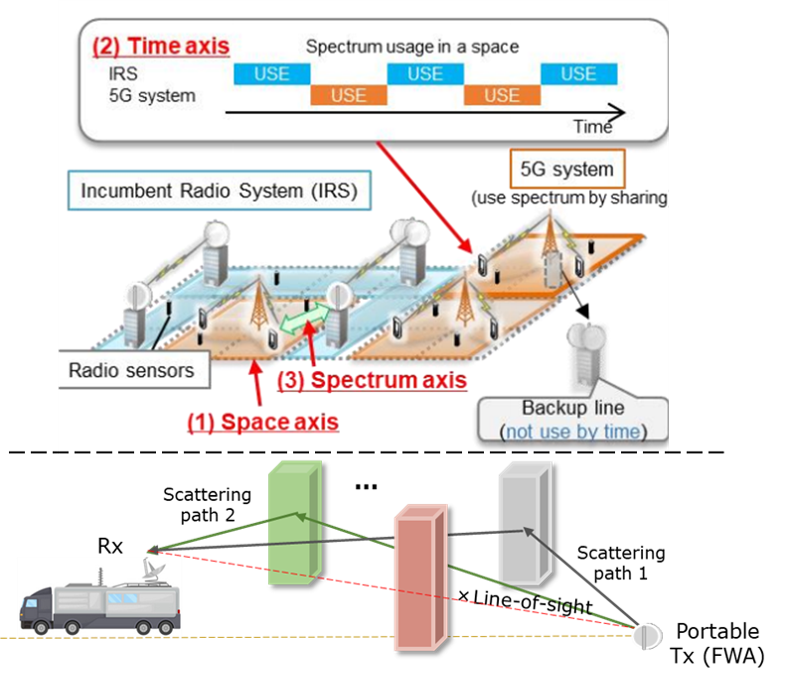 (2) Time axis
Spectrum usage in a space
IRS
USE
USE
USE
5G system
USE
USE
Time
Incumbent Radio System (IRS)
5G system
(use spectrum by sharing
Radio sensors
(3) Spectrum axis
(1) Space axis
Backup line
(not use by time)
Scattering
path 2
...
Rx
Scattering
path 1
×Line-of-sight
Portable
Tx (FWA)